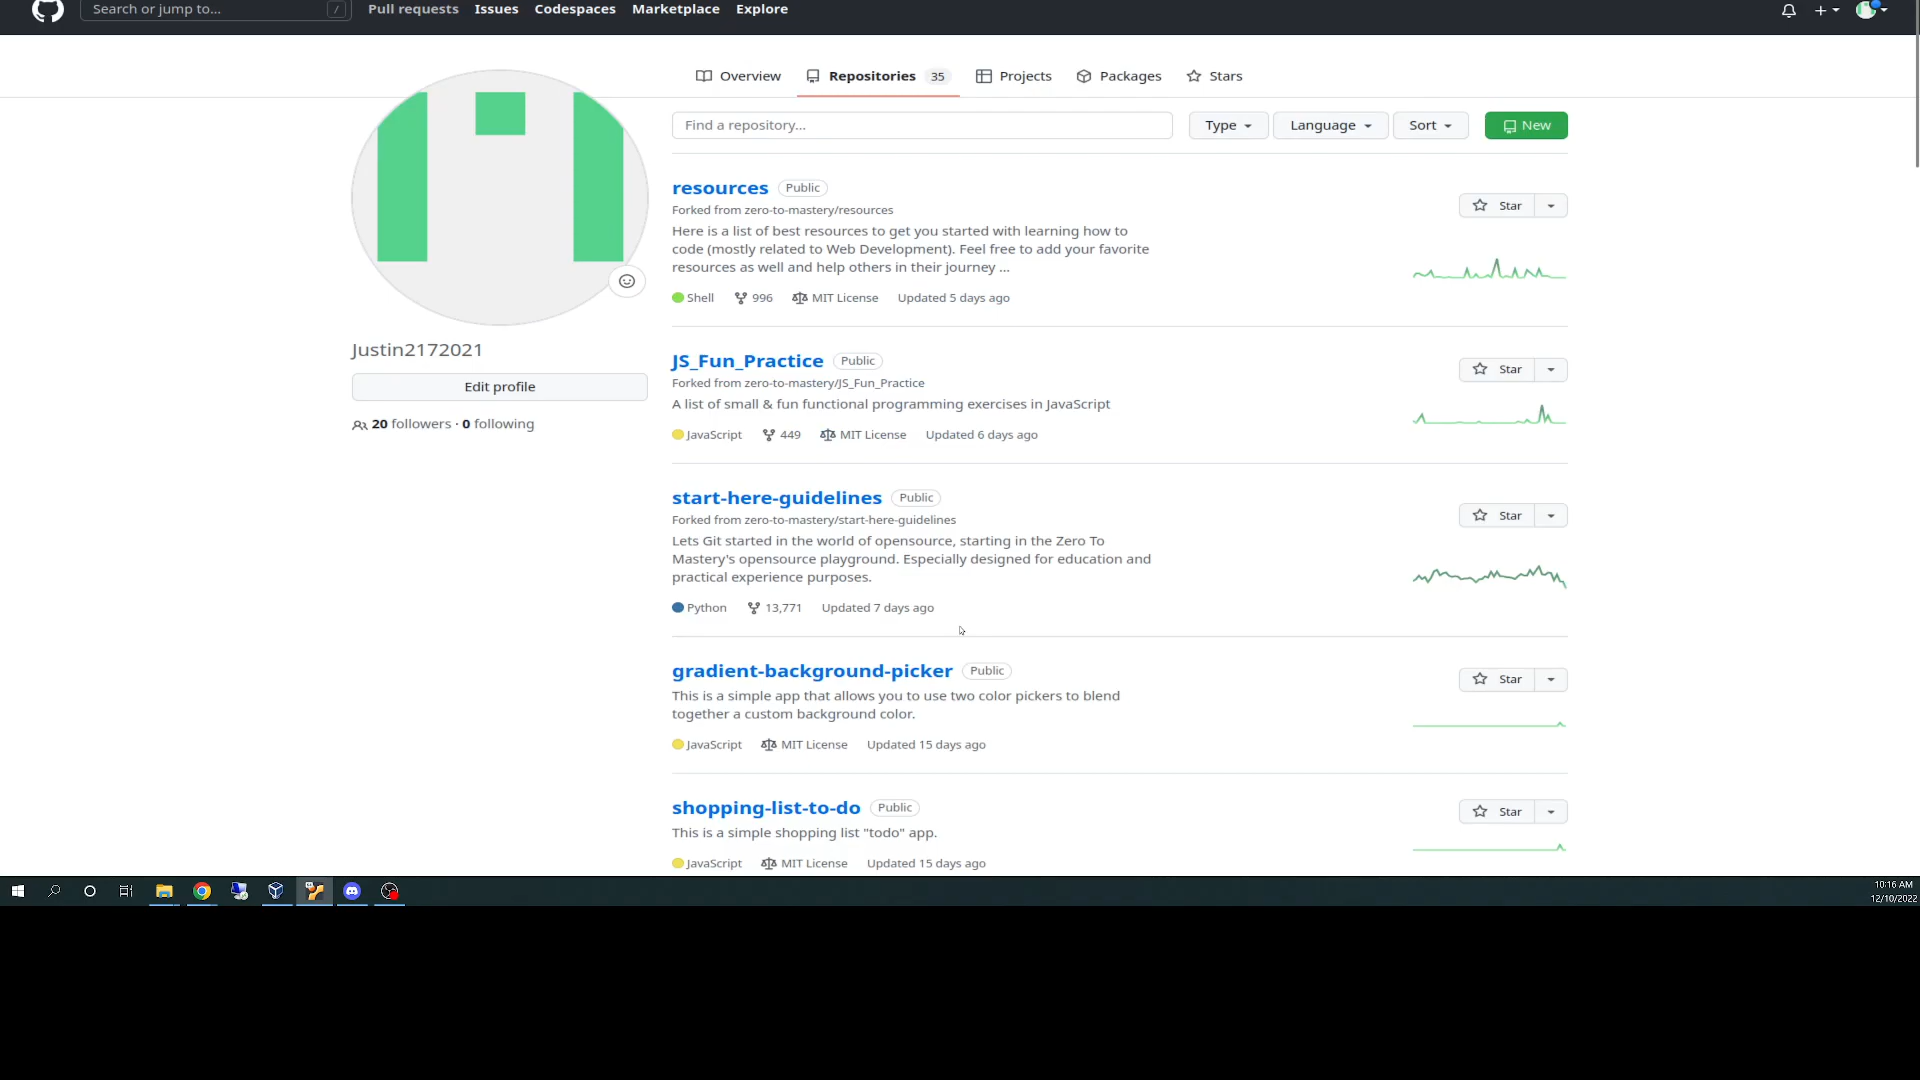 Search or jump to... / Pull requests Issues Codespaces Marketplace Explore
Overview Repositories 35 Projects Packages Stars
Find a repository... Type Language Sort New
resources Public
Forked from zero-to-mastery/resources
Star
Here is a list of best resources to get you started with learning how to
code (mostly related to Web Development). Feel free to add your favorite
resources as well and help others in their journey ...
Shell 996 MIT License Updated 5 days ago
Justin2172021
Edit profile
20 followers · 0 following
JS_Fun_Practice Public
Forked from zero-to-mastery/JS_Fun_Practice
Star
A list of small & fun functional programming exercises in JavaScript
JavaScript 449 MIT License Updated 6 days ago
start-here-guidelines Public
Forked from zero-to-mastery/start-here-guidelines
Star
Lets Git started in the world of opensource, starting in the Zero To
Mastery's opensource playground. Especially designed for education and
practical experience purposes.
Python 13,771 Updated 7 days ago
gradient-background-picker Public
Star
This is a simple app that allows you to use two color pickers to blend
together a custom background color.
JavaScript MIT License Updated 15 days ago
shopping-list-to-do Public
Star
This is a simple shopping list "todo" app.
JavaScript MIT License Updated 15 days ago
10:16 AM
12/10/2022